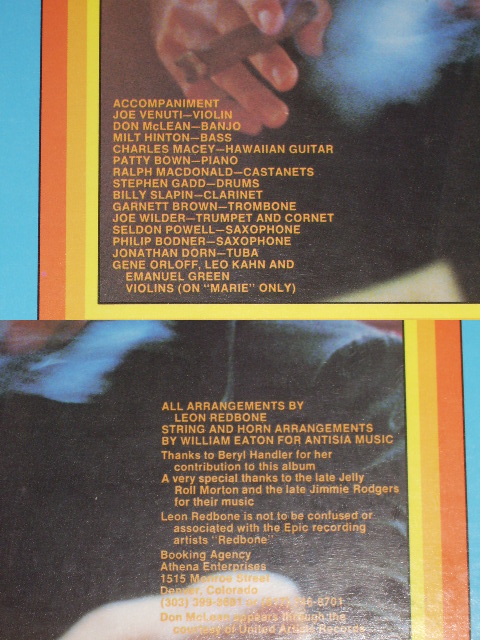 ACCOMPANIMENT
JOE VENUTI—VIOLIN
DON McLEAN—BANJO
MILT HINTON—BASS
CHARLES MACEY—HAWAIIAN GUITAR
PATTY BOWN—PIANO
RALPH MACDONALD—CASTANETS
STEPHEN GADD—DRUMS
BILLY SLAPIN—CLARINET
GARNETT BROWN—TROMBONE
JOE WILDER—TRUMPET AND CORNET
SELDON POWELL—SAXOPHONE
PHILIP BODNER—SAXOPHONE
JONATHAN DORN—TUBA
GENE ORLOFF, LEO KAHN AND
EMANUEL GREEN
VIOLINS (ON "MARIE" ONLY)
ALL ARRANGEMENTS BY
LEON REDBONE
STRING AND HORN ARRANGEMENTS
BY WILLIAM EATON FOR ANTISIA MUSIC
Thanks to Beryl Handler for her
contribution to this album
A very special thanks to the late Jelly
Roll Morton and the late Jimmie Rodgers
for their music
Leon Redbone is not to be confused or
associated with the Epic recording
artists "Redbone"
Booking Agency
Athena Enterprises
1515 Monroe Street
Denver, Colorado
(303) or
Don McLean appears through the
courtesy of United Artists Records